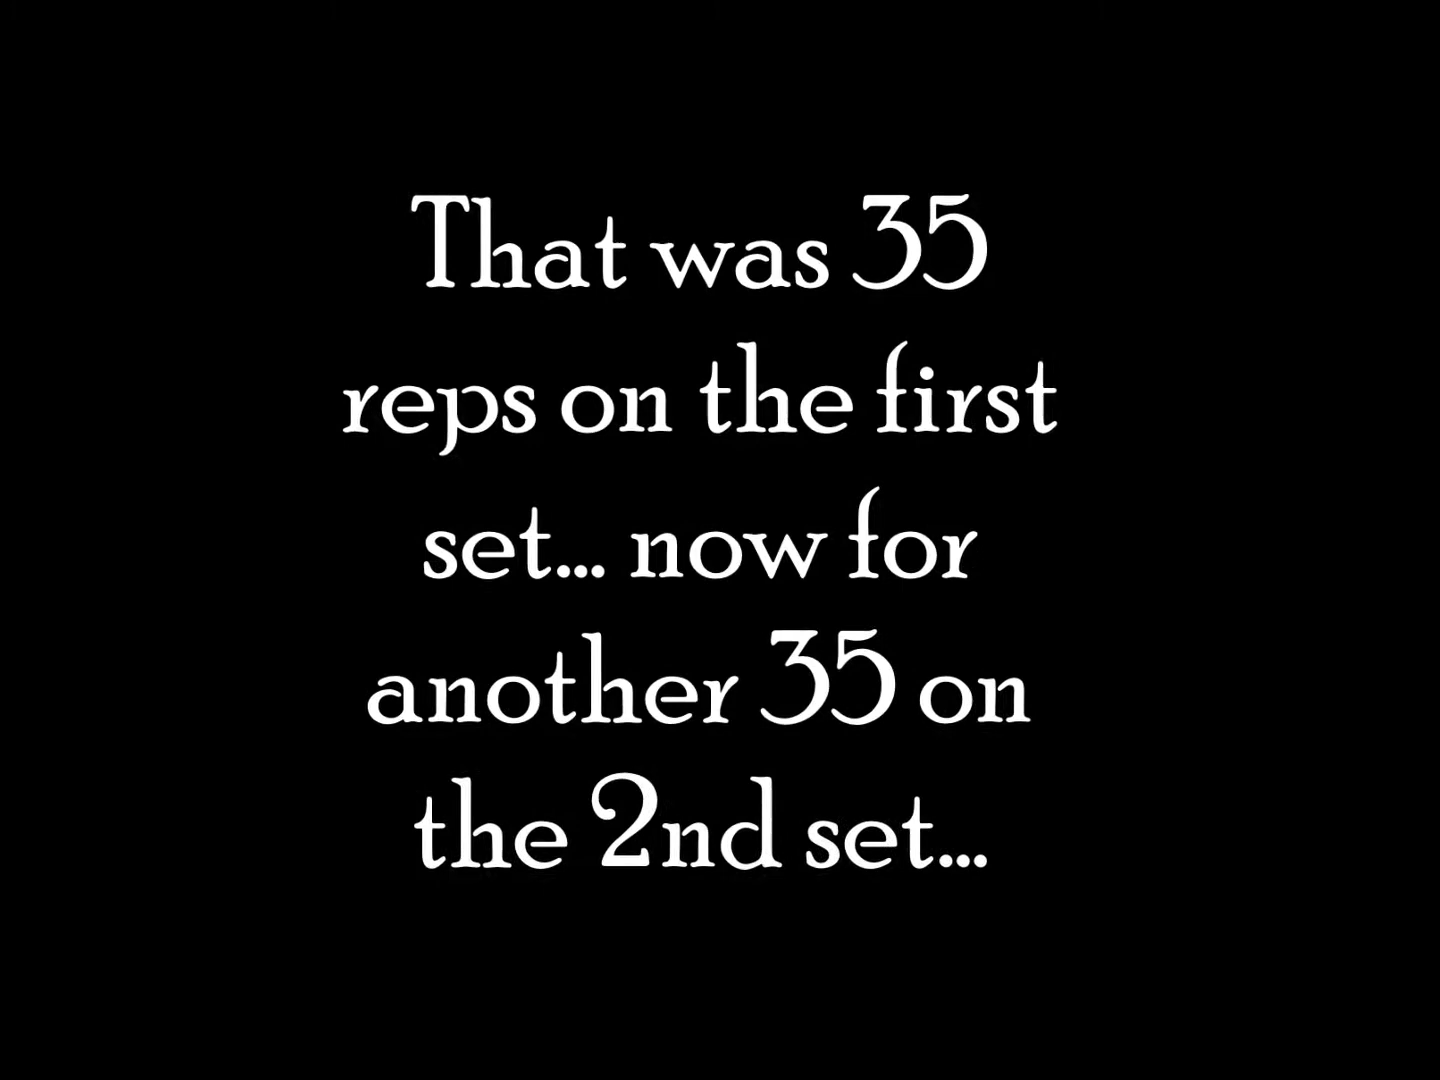 That was 35
reps on the first
set... now for
another 35 on
the 2nd set...